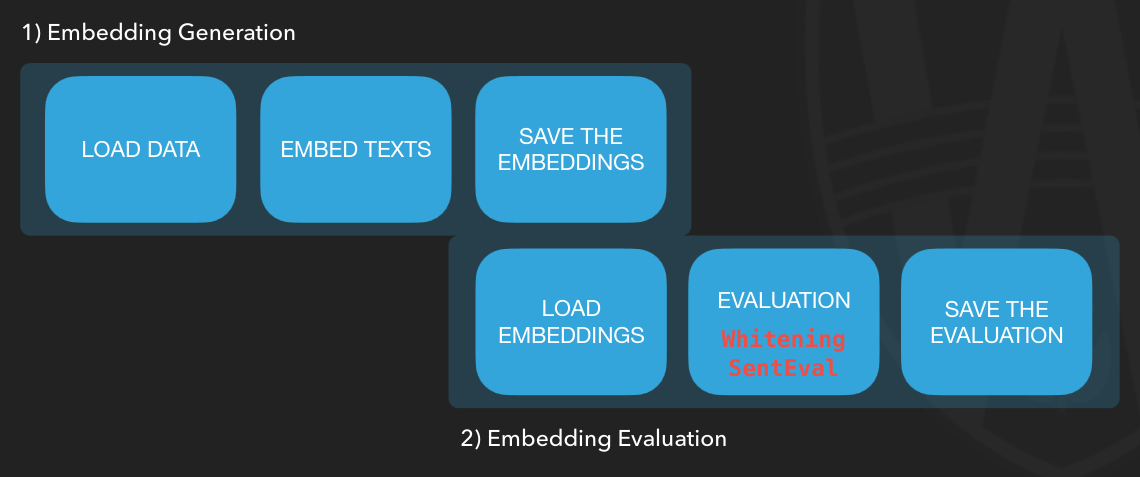 1) Embedding Generation
LOAD DATA
EMBED TEXTS
SAVE THE
EMBEDDINGS
LOAD
EMBEDDINGS
EVALUATION
Whitening
SentEval
SAVE THE
EVALUATION
2) Embedding Evaluation